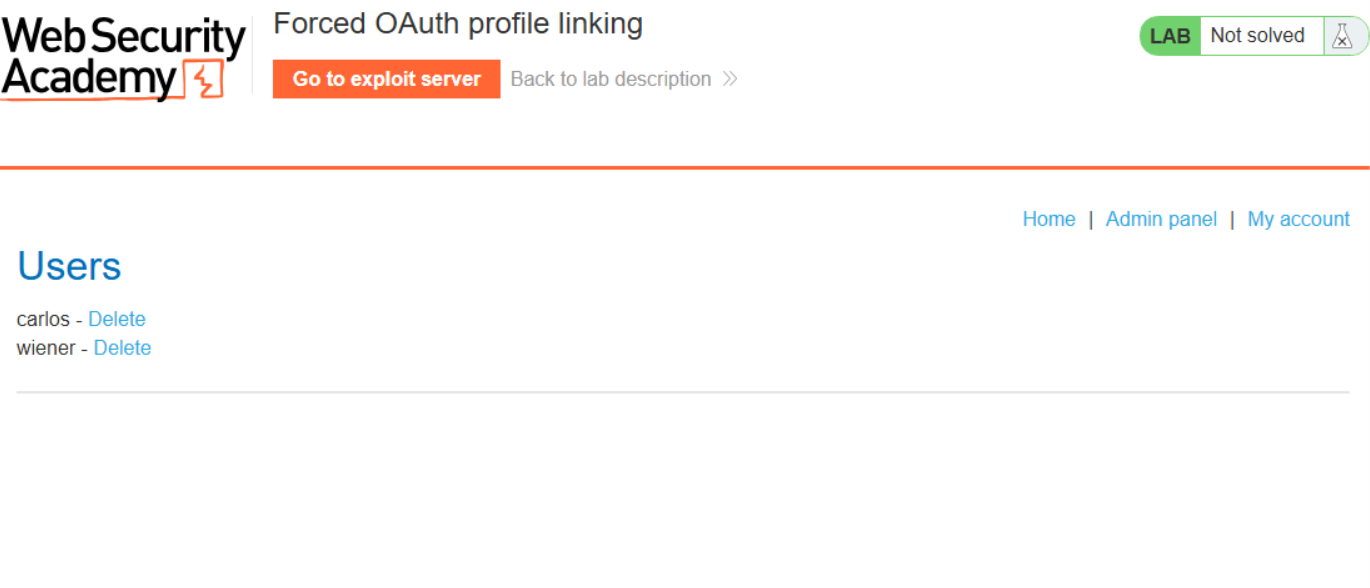 Web Security
Academy
Forced OAuth profile linking
Go to exploit server Back to lab description >>
LAB Not solved
Home | Admin panel | My account
Users
carlos - Delete
wiener - Delete